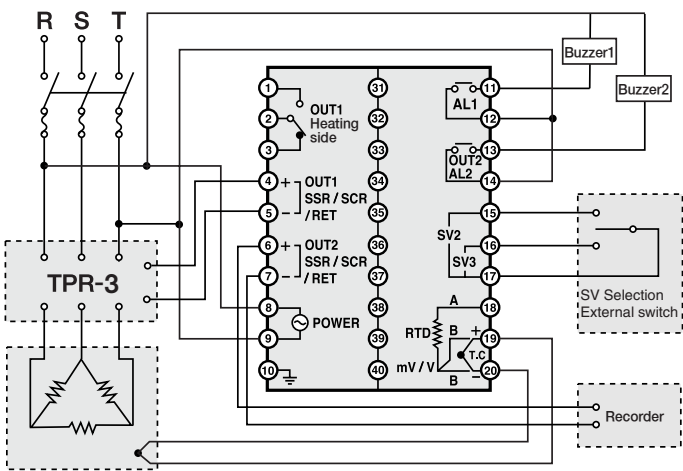 R S T
Buzzer1
Buzzer2
1
2
3
4
5
6
7
8
9
10
OUT1
Heating
side
+ OUT1
SSR / SCR
- / RET
+ OUT2
SSR / SCR
- / RET
POWER
31
32
33
34
35
36
37
38
39
40
AL1
OUT2
AL2
SV2
SV3
A
RTD
B +
T.C
mV / V
B -
11
12
13
14
15
16
17
18
19
20
TPR-3
SV Selection
External switch
Recorder